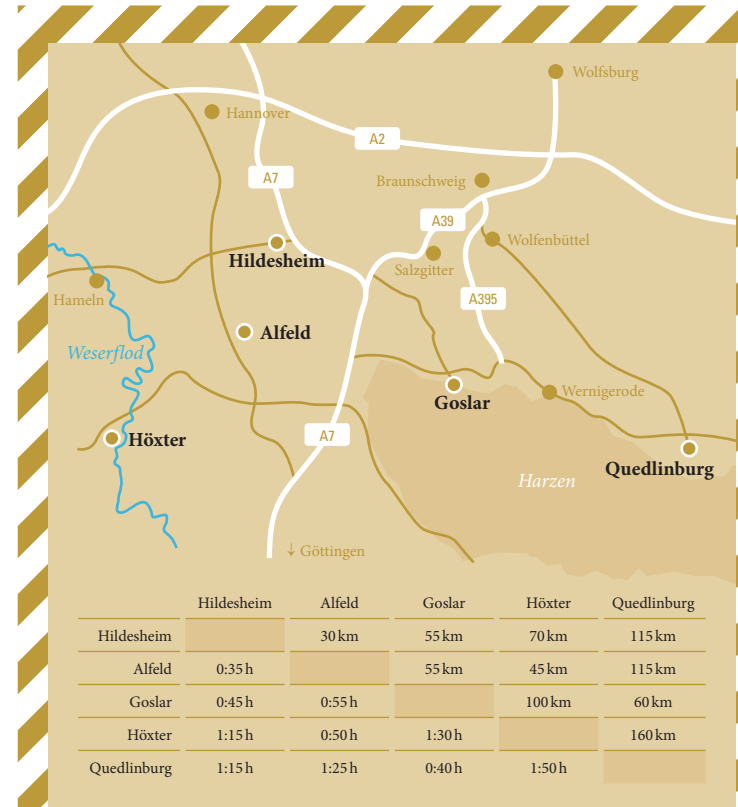 Wolfsburg
Hannover
A2
A7
Braunschweig
A39
Wolfenbüttel
Hildesheim
Salzgitter
Hameln
A395
Alfeld
Weserflod
Wernigerode
Goslar
A7
Höxter
Quedlinburg
Harzen
↓ Göttingen
Hildesheim Alfeld Goslar Höxter Quedlinburg
Hildesheim 30 km 55 km 70 km 115 km
Alfeld 0:35 h 55 km 45 km 115 km
Goslar 0:45 h 0:55 h 100 km 60 km
Höxter 1:15 h 0:50 h 1:30 h 160 km
Quedlinburg 1:15 h 1:25 h 0:40 h 1:50 h